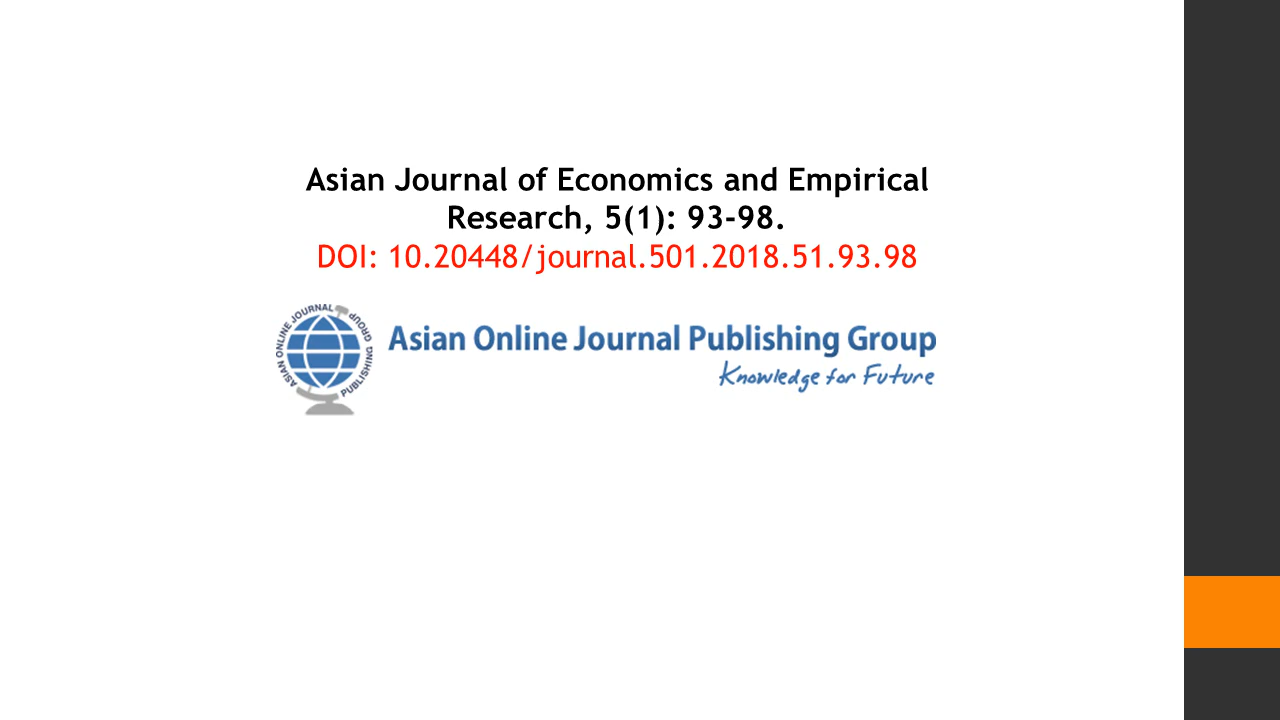 Asian Journal of Economics and Empirical
Research, 5(1): 93-98.
DOI: 10.20448/journal.501.2018.51.93.98
ASIAN ONLINE JOURNAL PUBLISHING GROUP
Asian Online Journal Publishing Group
Knowledge for Future